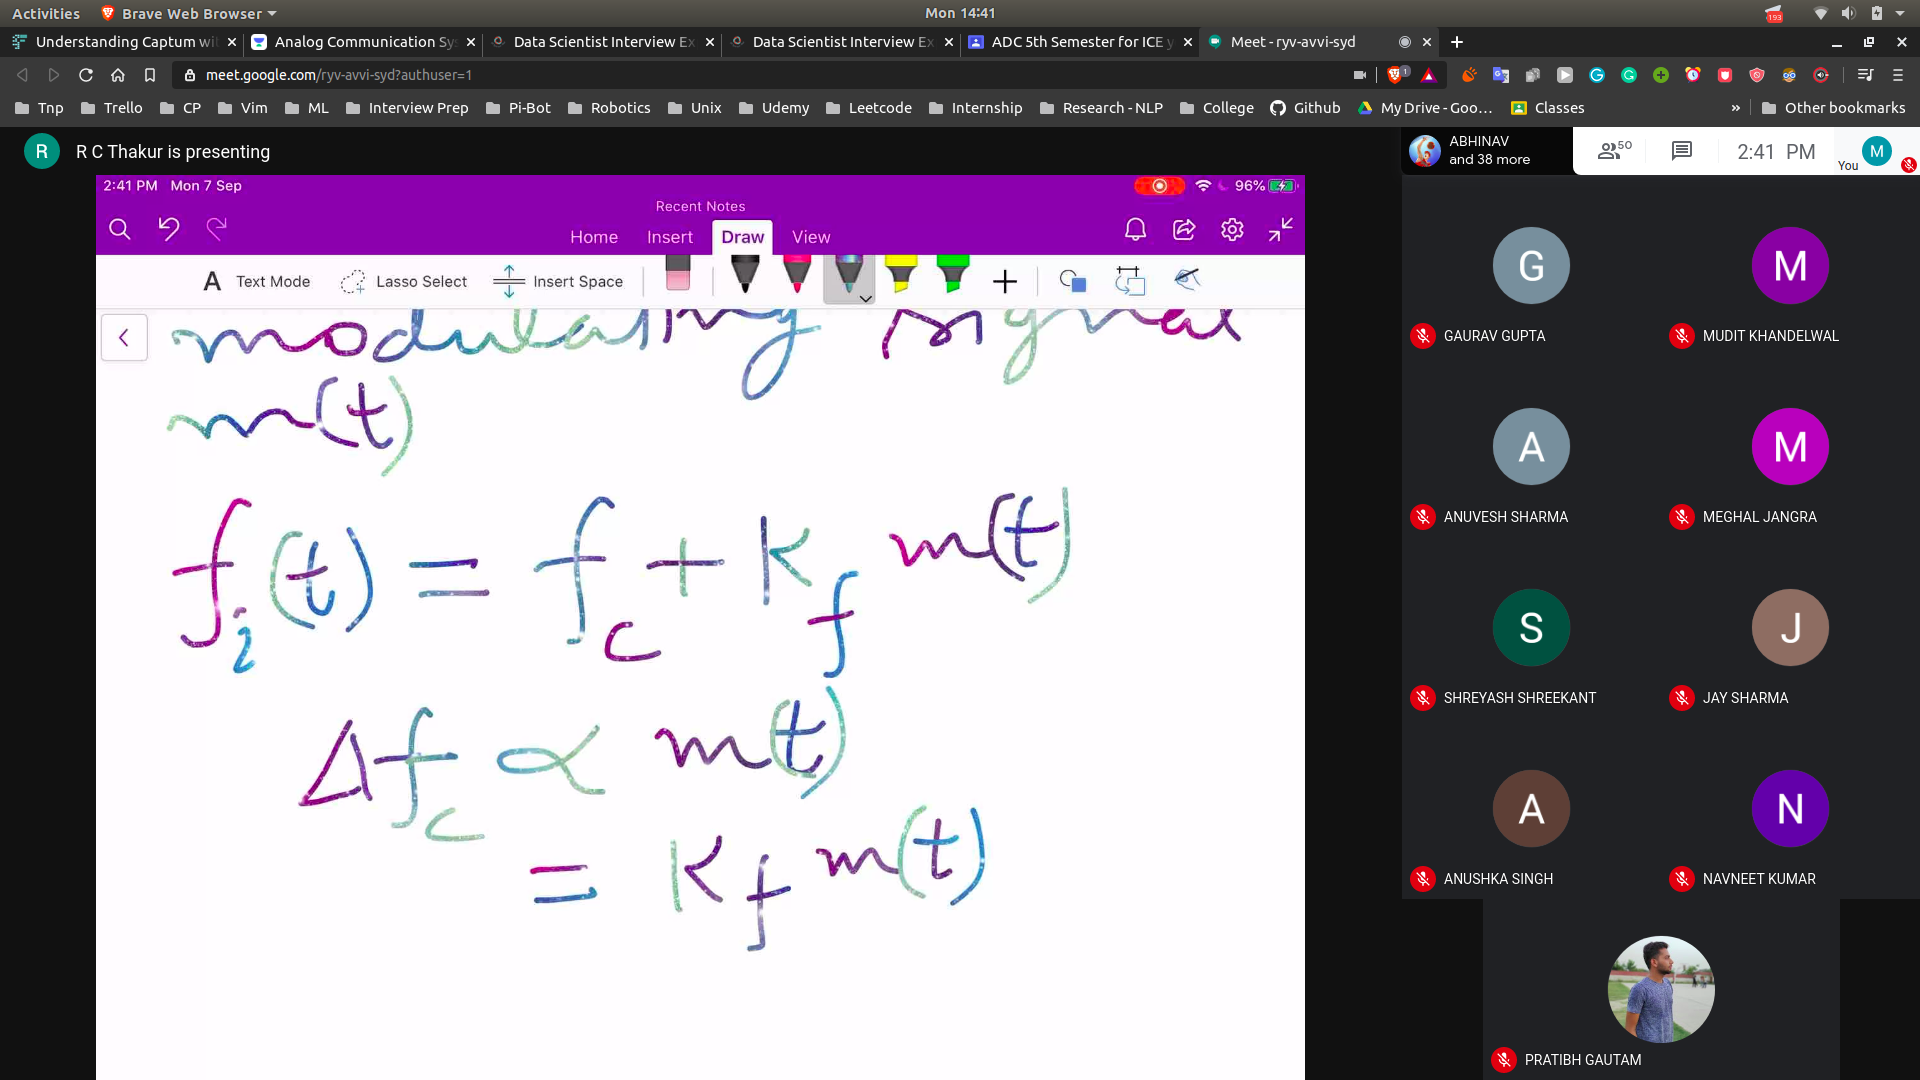 Activities Brave Web Browser Mon 14:41 193
Understanding Captum wi Analog Communication Sy Data Scientist Interview Ex Data Scientist Interview Ex ADC 5th Semester for ICE y Meet - ryv-avvi-syd
meet.google.com/ryv-avvi-syd?authuser=1 1
Tnp Trello CP Vim ML Interview Prep Pi-Bot Robotics Unix Udemy Leetcode Internship Research - NLP College Github My Drive - Goo… Classes » Other bookmarks
R R C Thakur is presenting
ABHINAV
and 38 more
50 2:41 PM
You M
2:41 PM Mon 7 Sep 96%
Recent Notes
Home Insert Draw View
A Text Mode Lasso Select Insert Space
modulating signal
m(t)
f_i(t) = f_c + k_f m(t)
Δf_c ∝ m(t)
= k_f m(t)
G M
GAURAV GUPTA MUDIT KHANDELWAL
A M
ANUVESH SHARMA MEGHAL JANGRA
S J
SHREYASH SHREEKANT JAY SHARMA
A N
ANUSHKA SINGH NAVNEET KUMAR
PRATIBH GAUTAM